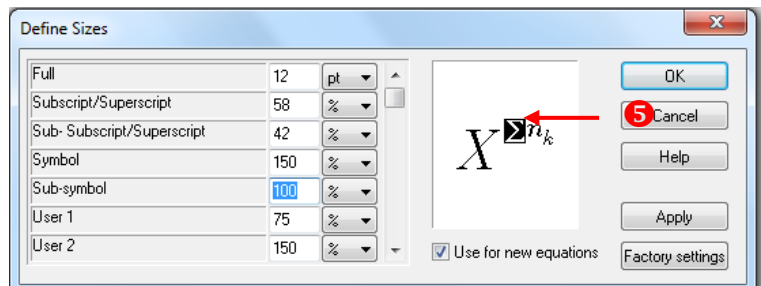 Define Sizes
x
Full 12 pt
Subscript/Superscript 58 %
Sub- Subscript/Superscript 42 %
Symbol 150 %
Sub-symbol 100 %
User 1 75 %
User 2 150 %
X Σ n k
Use for new equations
OK
5 Cancel
Help
Apply
Factory settings